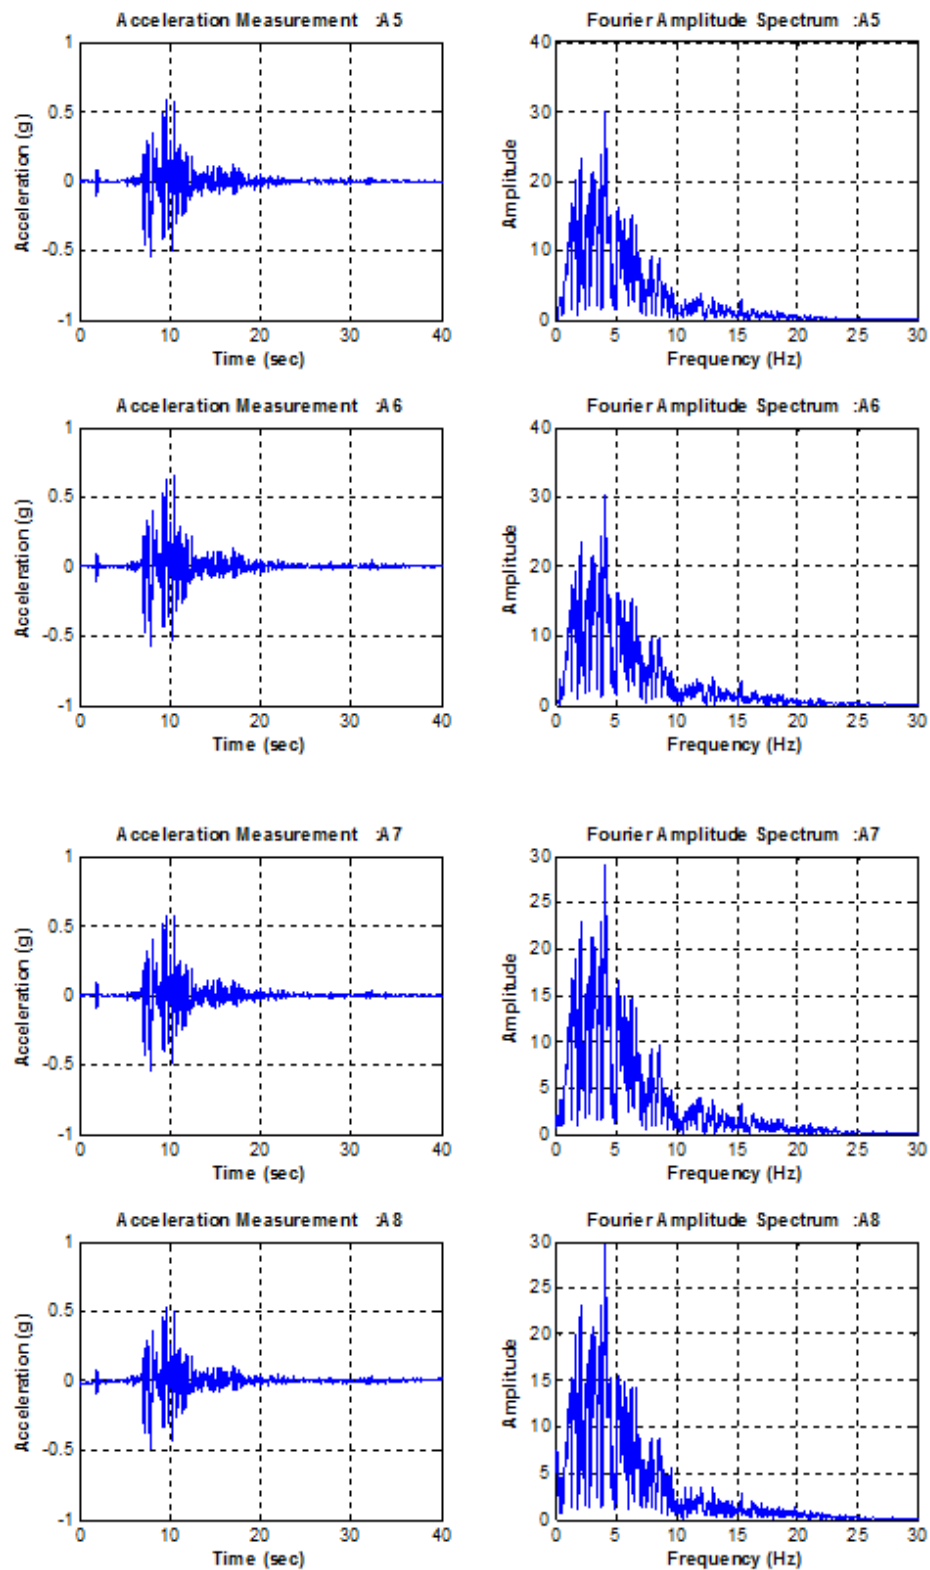 Acceleration Measurement :A5
Fourier Amplitude Spectrum :A5
Acceleration (g)
1
0.5
0
-0.5
-1
0 10 20 30 40
Time (sec)
Amplitude
40
30
20
10
0
0 5 10 15 20 25 30
Frequency (Hz)
Acceleration Measurement :A6
Fourier Amplitude Spectrum :A6
Acceleration (g)
1
0.5
0
-0.5
-1
0 10 20 30 40
Time (sec)
Amplitude
40
30
20
10
0
0 5 10 15 20 25 30
Frequency (Hz)
Acceleration Measurement :A7
Fourier Amplitude Spectrum :A7
Acceleration (g)
1
0.5
0
-0.5
-1
0 10 20 30 40
Time (sec)
Amplitude
30
25
20
15
10
5
0
0 5 10 15 20 25 30
Frequency (Hz)
Acceleration Measurement :A8
Fourier Amplitude Spectrum :A8
Acceleration (g)
1
0.5
0
-0.5
-1
0 10 20 30 40
Time (sec)
Amplitude
30
25
20
15
10
5
0
0 5 10 15 20 25 30
Frequency (Hz)